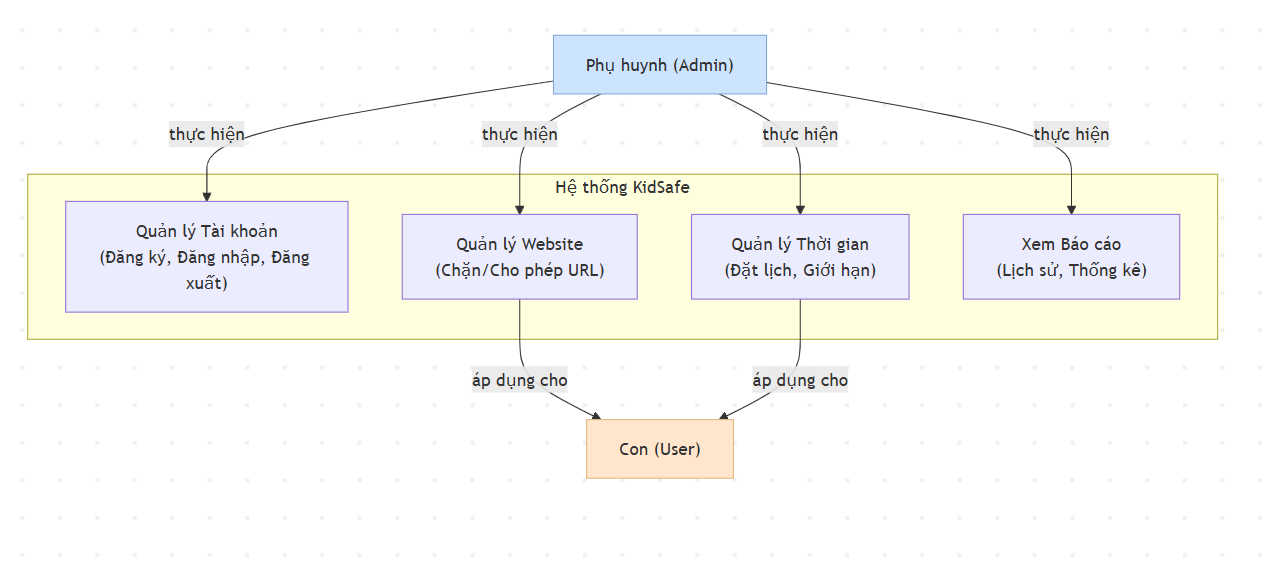 Phụ huynh (Admin)
thực hiện
thực hiện
thực hiện
thực hiện
Hệ thống KidSafe
Quản lý Tài khoản
(Đăng ký, Đăng nhập, Đăng
xuất)
Quản lý Website
(Chặn/Cho phép URL)
Quản lý Thời gian
(Đặt lịch, Giới hạn)
Xem Báo cáo
(Lịch sử, Thống kê)
áp dụng cho
áp dụng cho
Con (User)